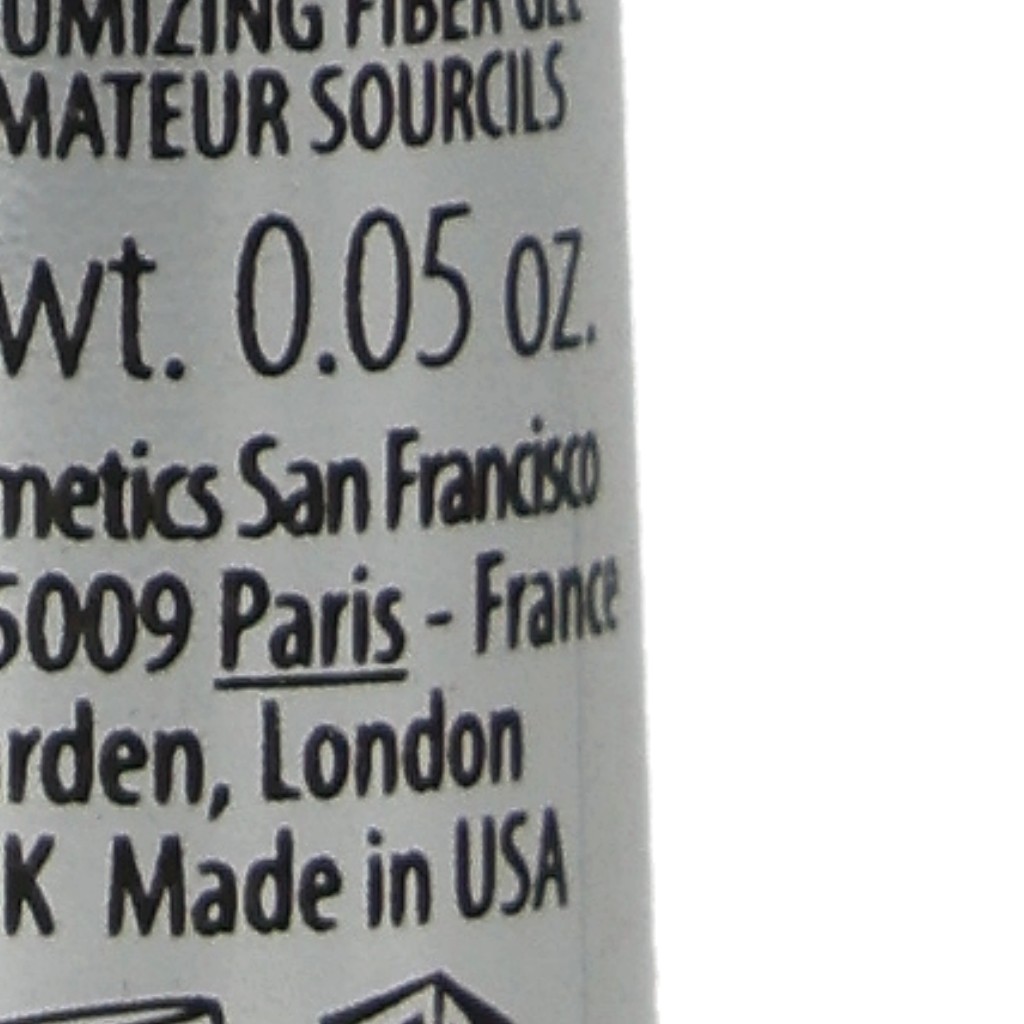 UMIZING FIBER GEL
MATEUR SOURCILS
wt. 0.05 oz.
metics San Francisco
5009 Paris - France
rden, London
K Made in USA